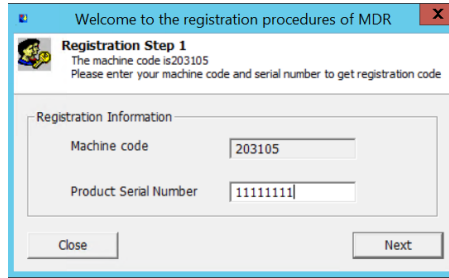 Welcome to the registration procedures of MDR
X
Registration Step 1
The machine code is203105
Please enter your machine code and serial number to get registration code
Registration Information
Machine code 203105
Product Serial Number 11111111
Close Next